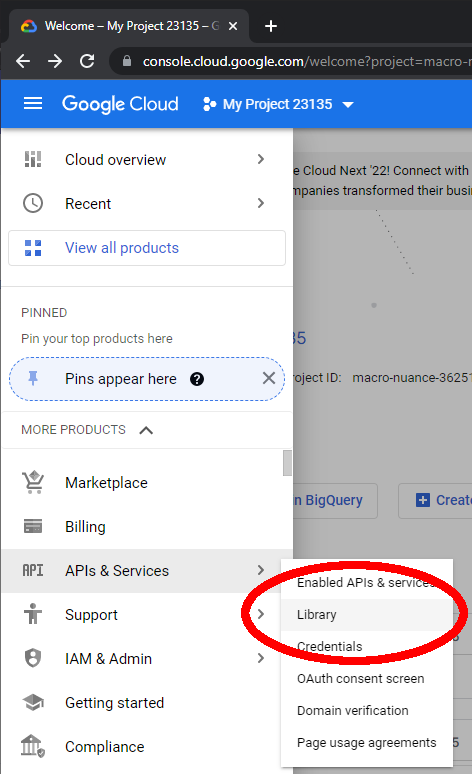 Welcome – My Project 23135 – G
console.cloud.google.com/welcome?project=macro-n
Google Cloud
My Project 23135
Cloud overview
e Cloud Next '22! Connect with
mpanies transformed their busin
Recent
View all products
PINNED
Pin your top products here
35
Pins appear here
roject ID: macro-nuance-36251
MORE PRODUCTS
Marketplace
n BigQuery
Create
Billing
API
APIs & Services
Enabled APIs & services
Support
Library
Credentials
IAM & Admin
OAuth consent screen
Getting started
Domain verification
Compliance
Page usage agreements